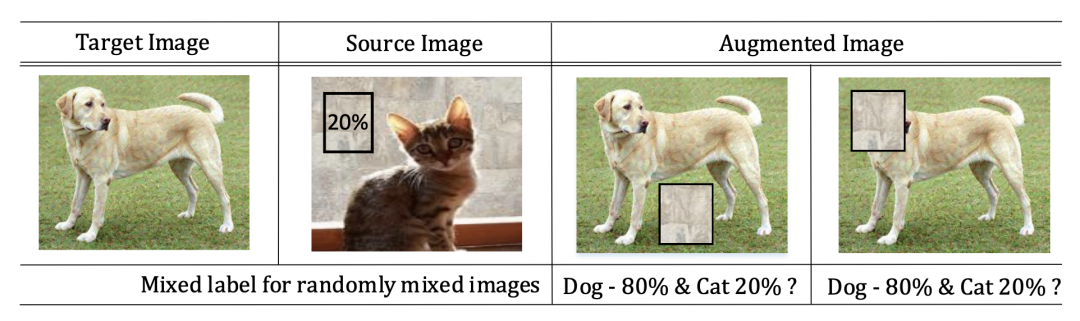 Target Image
Source Image
Augmented Image
20%
Mixed label for randomly mixed images
Dog - 80% & Cat 20% ?
Dog - 80% & Cat 20% ?